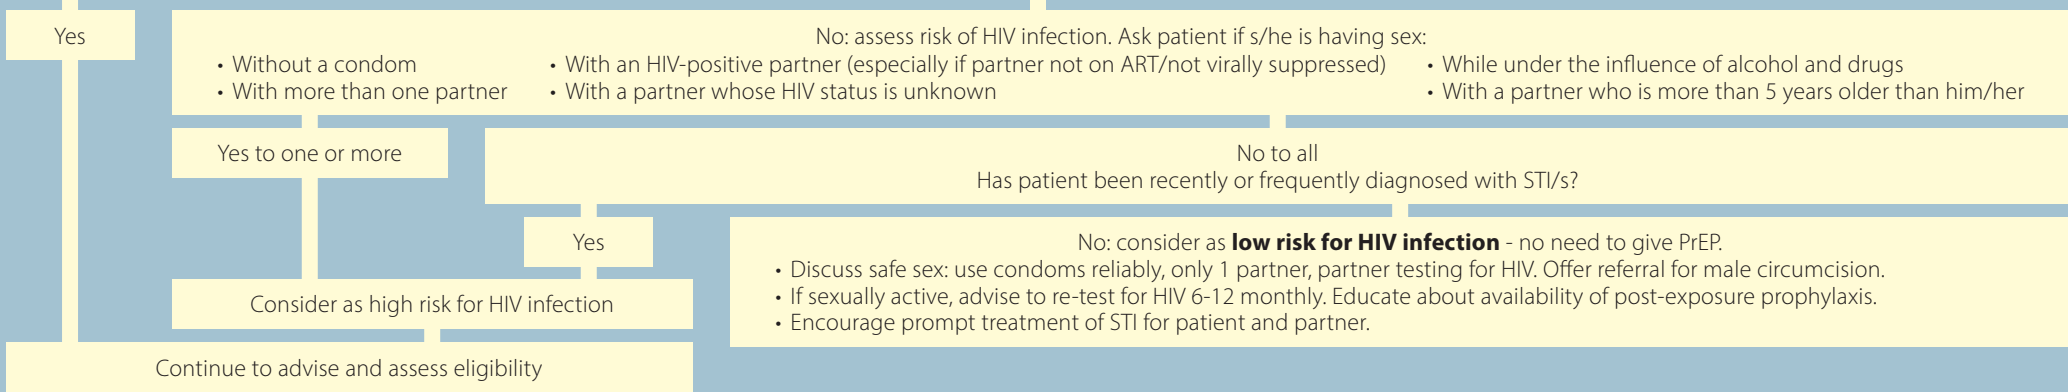 Yes
No: assess risk of HIV infection. Ask patient if s/he is having sex:
• Without a condom
• With more than one partner
• With an HIV-positive partner (especially if partner not on ART/not virally suppressed)
• With a partner whose HIV status is unknown
• While under the influence of alcohol and drugs
• With a partner who is more than 5 years older than him/her
Yes to one or more
No to all
Has patient been recently or frequently diagnosed with STI/s?
Yes
No: consider as low risk for HIV infection - no need to give PrEP.
• Discuss safe sex: use condoms reliably, only 1 partner, partner testing for HIV. Offer referral for male circumcision.
• If sexually active, advise to re-test for HIV 6-12 monthly. Educate about availability of post-exposure prophylaxis.
• Encourage prompt treatment of STI for patient and partner.
Consider as high risk for HIV infection
Continue to advise and assess eligibility